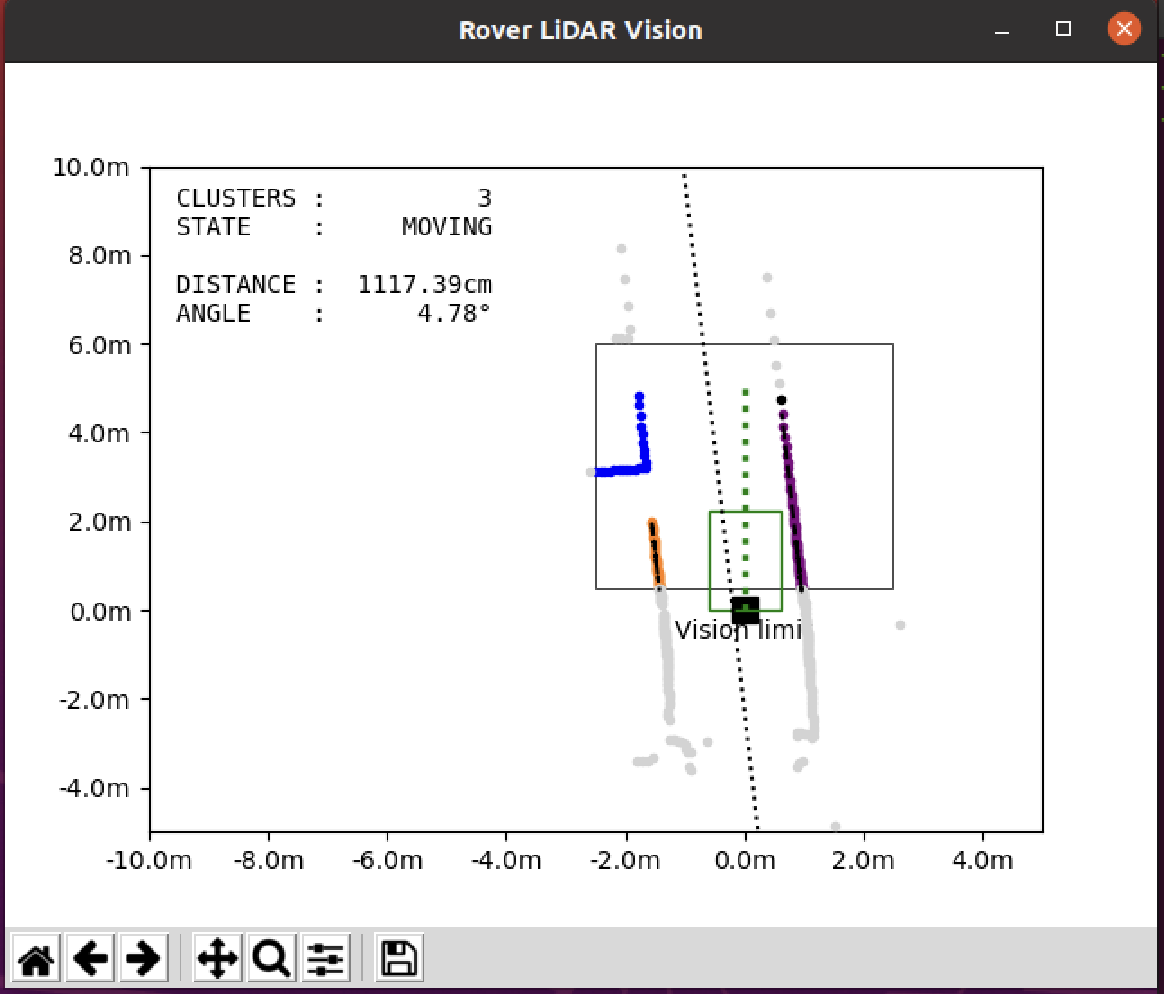 Rover LiDAR Vision
10.0m
CLUSTERS : 3
STATE : MOVING
8.0m
DISTANCE : 1117.39cm
ANGLE : 4.78°
6.0m
4.0m
2.0m
0.0m
Vision limi
-2.0m
-4.0m
-10.0m -8.0m -6.0m -4.0m -2.0m 0.0m 2.0m 4.0m